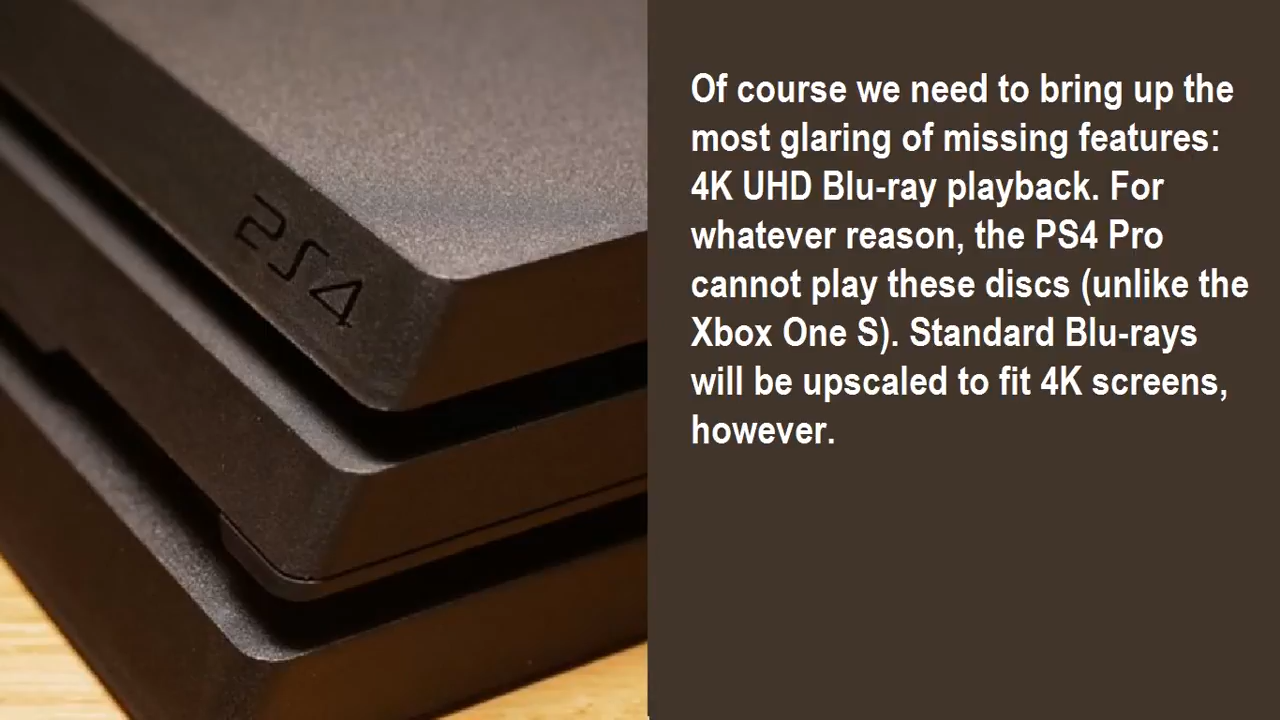 PS4
Of course we need to bring up the
most glaring of missing features:
4K UHD Blu-ray playback. For
whatever reason, the PS4 Pro
cannot play these discs (unlike the
Xbox One S). Standard Blu-rays
will be upscaled to fit 4K screens,
however.